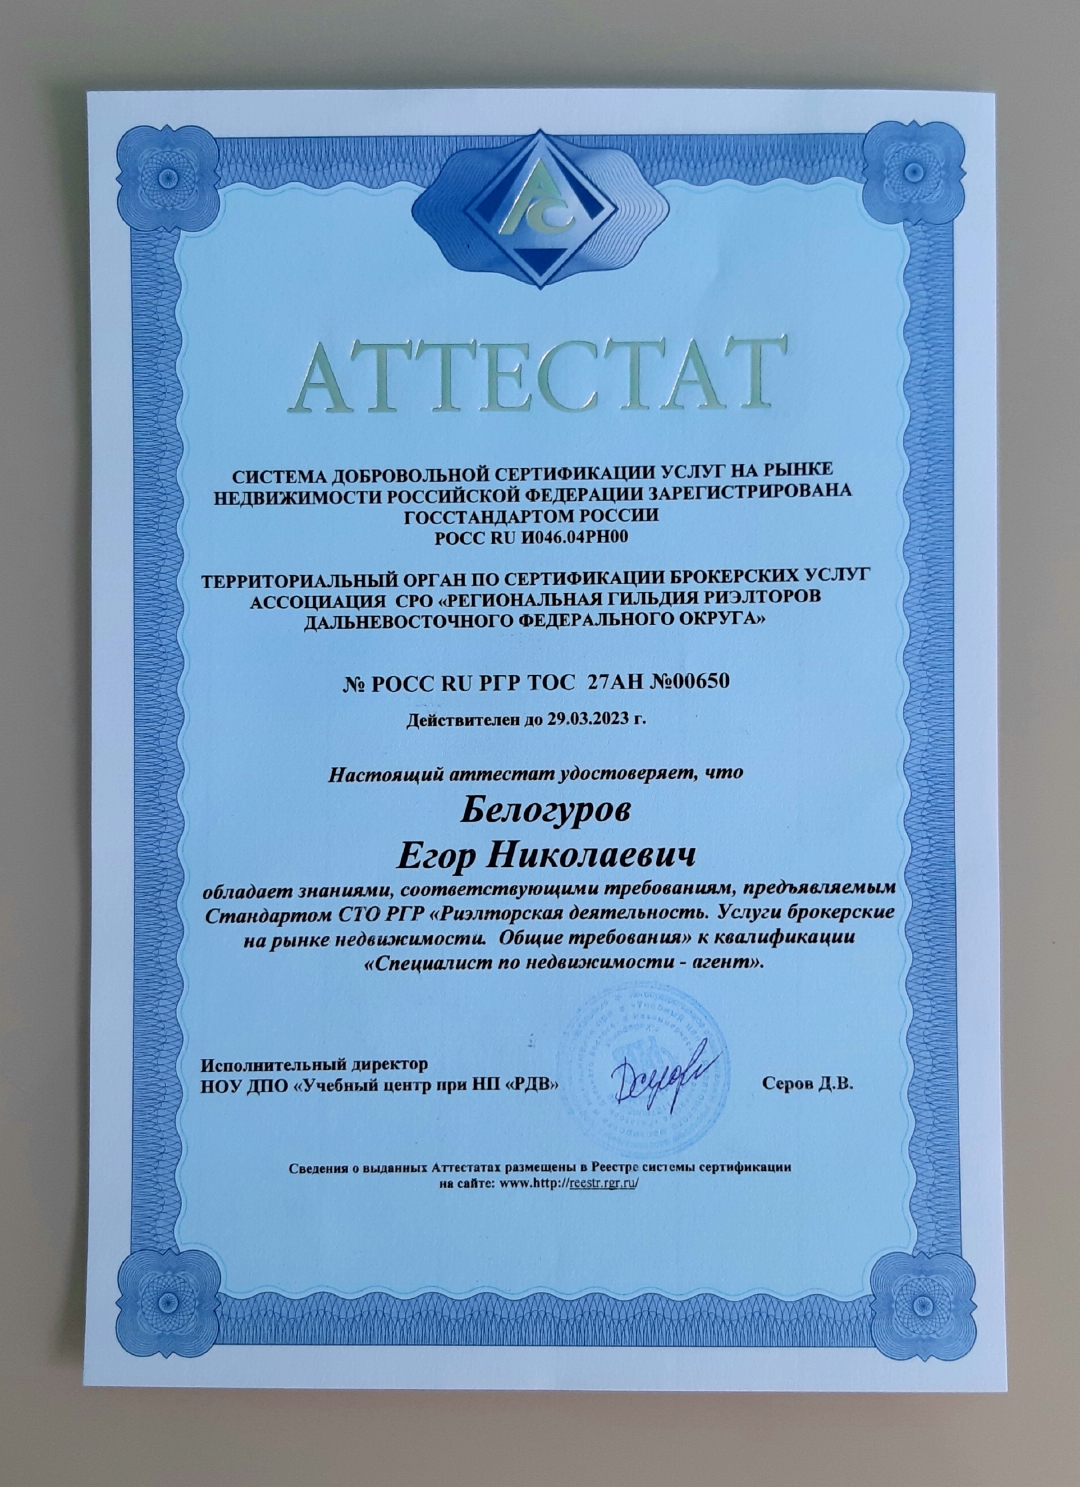 АС
АТТЕСТАТ
СИСТЕМА ДОБРОВОЛЬНОЙ СЕРТИФИКАЦИИ УСЛУГ НА РЫНКЕ
НЕДВИЖИМОСТИ РОССИЙСКОЙ ФЕДЕРАЦИИ ЗАРЕГИСТРИРОВАНА
ГОССТАНДАРТОМ РОССИИ
РОСС RU И046.04РН00
ТЕРРИТОРИАЛЬНЫЙ ОРГАН ПО СЕРТИФИКАЦИИ БРОКЕРСКИХ УСЛУГ
АССОЦИАЦИЯ СРО «РЕГИОНАЛЬНАЯ ГИЛЬДИЯ РИЭЛТОРОВ
ДАЛЬНЕВОСТОЧНОГО ФЕДЕРАЛЬНОГО ОКРУГА»
№ РОСС RU РГР ТОС 27АН №00650
Действителен до 29.03.2023 г.
Настоящий аттестат удостоверяет, что
Белогуров
Егор Николаевич
обладает знаниями, соответствующими требованиям, предъявляемым
Стандартом СТО РГР «Риэлторская деятельность. Услуги брокерские
на рынке недвижимости. Общие требования» к квалификации
«Специалист по недвижимости - агент».
Исполнительный директор
НОУ ДПО «Учебный центр при НП «РДВ»
Серов Д.В.
Сведения о выданных Аттестатах размещены в Реестре системы сертификации
на сайте: www.http://reestr.rgr.ru/